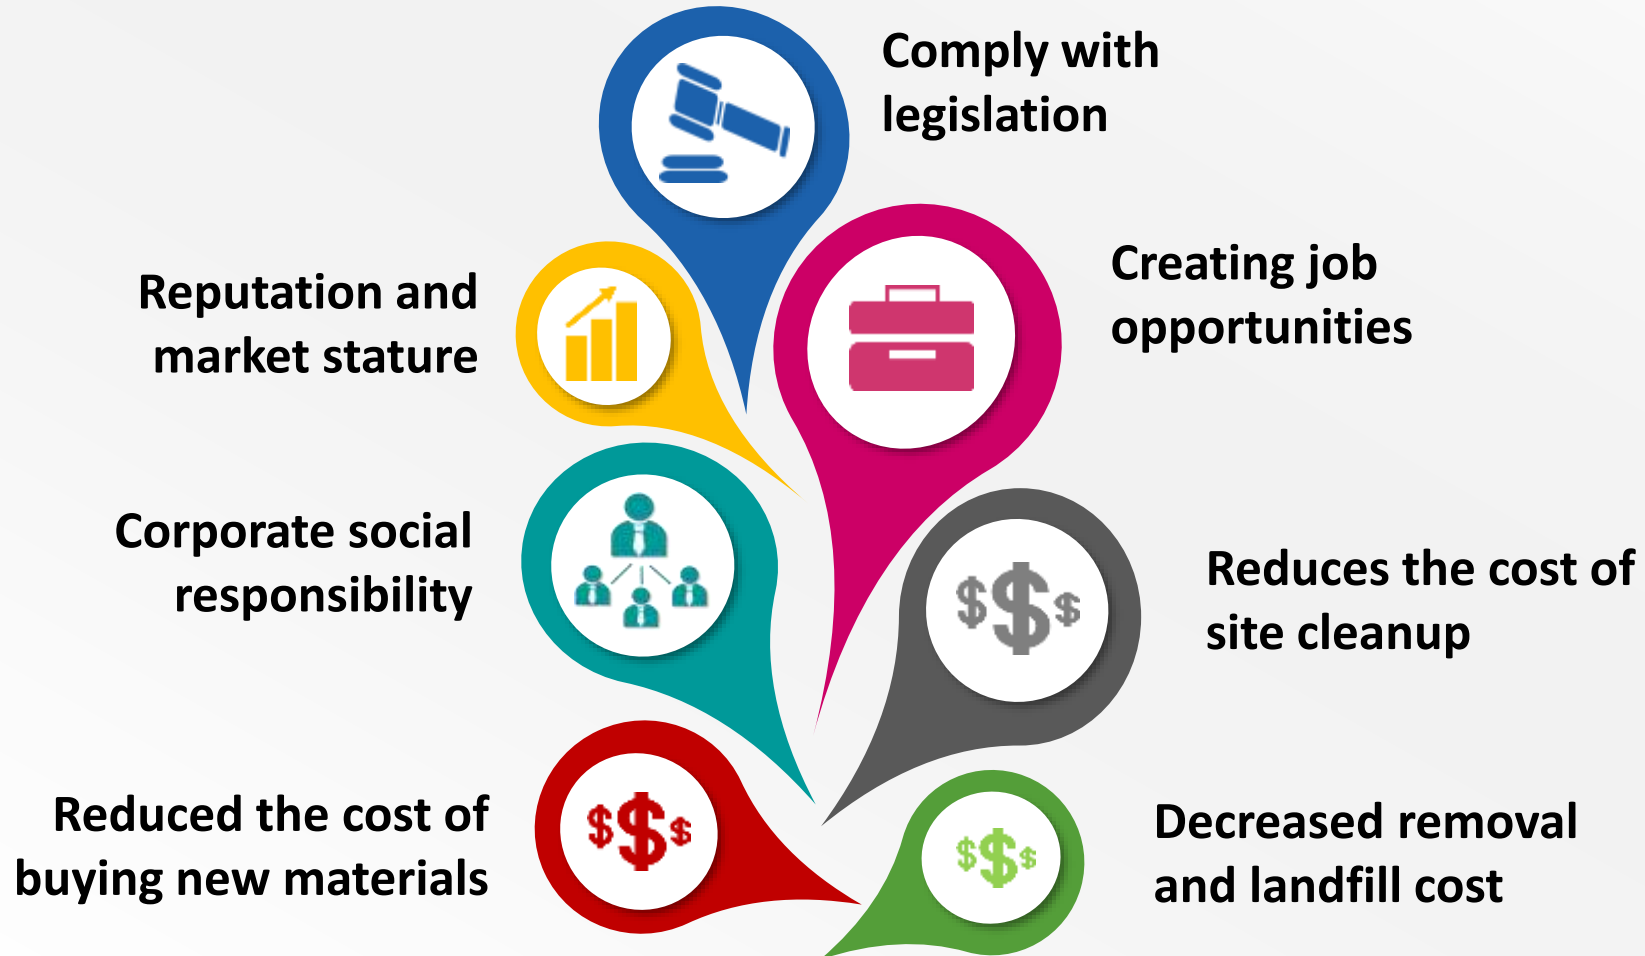 Comply with
legislation
Reputation and
market stature
Creating job
opportunities
Corporate social
responsibility
Reduces the cost of
site cleanup
Reduced the cost of
buying new materials
Decreased removal
and landfill cost